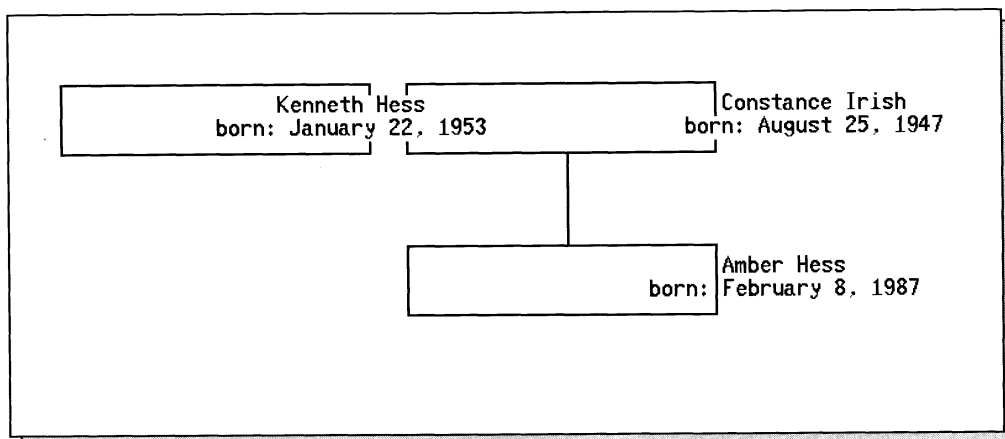 Kenneth Hess
born: January 22, 1953
Constance Irish
born: August 25, 1947
Amber Hess
born: February 8, 1987